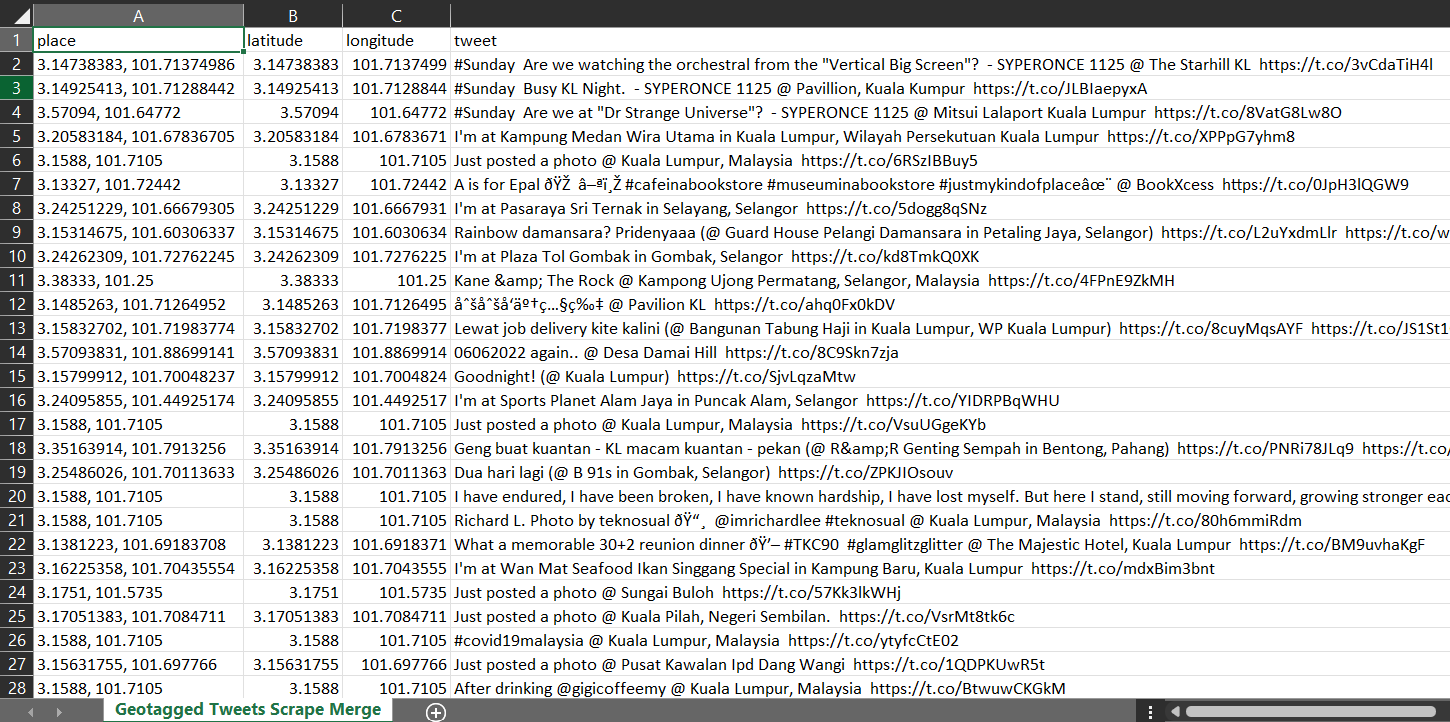 A B C
1 place latitude longitude tweet
2 3.14738383, 101.71374986 3.14738383 101.7137499 #Sunday Are we watching the orchestral from the "Vertical Big Screen"? - SYPERONCE 1125 @ The Starhill KL https://t.co/3vCdaTiH4l
3 3.14925413, 101.71288442 3.14925413 101.7128844 #Sunday Busy KL Night. - SYPERONCE 1125 @ Pavillion, Kuala Kumpur https://t.co/JLBIaepyxA
4 3.57094, 101.64772 3.57094 101.64772 #Sunday Are we at "Dr Strange Universe"? - SYPERONCE 1125 @ Mitsui Lalaport Kuala Lumpur https://t.co/8VatG8Lw8O
5 3.20583184, 101.67836705 3.20583184 101.6783671 I'm at Kampung Medan Wira Utama in Kuala Lumpur, Wilayah Persekutuan Kuala Lumpur https://t.co/XPPpG7yhm8
6 3.1588, 101.7105 3.1588 101.7105 Just posted a photo @ Kuala Lumpur, Malaysia https://t.co/6RSzIBBuy5
7 3.13327, 101.72442 3.13327 101.72442 A is for Epal ðŸŽ â–ªï¸Ž #cafeinabookstore #museuminabookstore #justmykindofplaceâœ¨ @ BookXcess https://t.co/0JpH3lQGW9
8 3.24251229, 101.66679305 3.24251229 101.6667931 I'm at Pasaraya Sri Ternak in Selayang, Selangor https://t.co/5dogg8qSNz
9 3.15314675, 101.60306337 3.15314675 101.6030634 Rainbow damansara? Pridenyaaa (@ Guard House Pelangi Damansara in Petaling Jaya, Selangor) https://t.co/L2uYxdmLlr https://t.co/w
10 3.24262309, 101.72762245 3.24262309 101.7276225 I'm at Plaza Tol Gombak in Gombak, Selangor https://t.co/kd8TmkQ0XK
11 3.38333, 101.25 3.38333 101.25 Kane &amp; The Rock @ Kampong Ujong Permatang, Selangor, Malaysia https://t.co/4FPnE9ZkMH
12 3.1485263, 101.71264952 3.1485263 101.7126495 åˆšåˆšå‘äº†ç…§ç‰‡ @ Pavilion KL https://t.co/ahq0Fx0kDV
13 3.15832702, 101.71983774 3.15832702 101.7198377 Lewat job delivery kite kalini (@ Bangunan Tabung Haji in Kuala Lumpur, WP Kuala Lumpur) https://t.co/8cuyMqsAYF https://t.co/JS1St1
14 3.57093831, 101.88699141 3.57093831 101.8869914 06062022 again.. @ Desa Damai Hill https://t.co/8C9Skn7zja
15 3.15799912, 101.70048237 3.15799912 101.7004824 Goodnight! (@ Kuala Lumpur) https://t.co/SjvLqzaMtw
16 3.24095855, 101.44925174 3.24095855 101.4492517 I'm at Sports Planet Alam Jaya in Puncak Alam, Selangor https://t.co/YIDRPBqWHU
17 3.1588, 101.7105 3.1588 101.7105 Just posted a photo @ Kuala Lumpur, Malaysia https://t.co/VsuUGgeKYb
18 3.35163914, 101.7913256 3.35163914 101.7913256 Geng buat kuantan - KL macam kuantan - pekan (@ R&amp;R Genting Sempah in Bentong, Pahang) https://t.co/PNRi78JLq9 https://t.co/
19 3.25486026, 101.70113633 3.25486026 101.7011363 Dua hari lagi (@ B 91s in Gombak, Selangor) https://t.co/ZPKJIOsouv
20 3.1588, 101.7105 3.1588 101.7105 I have endured, I have been broken, I have known hardship, I have lost myself. But here I stand, still moving forward, growing stronger eac
21 3.1588, 101.7105 3.1588 101.7105 Richard L. Photo by teknosual ðŸ“¸ @imrichardlee #teknosual @ Kuala Lumpur, Malaysia https://t.co/80h6mmiRdm
22 3.1381223, 101.69183708 3.1381223 101.6918371 What a memorable 30+2 reunion dinner ðŸ’– #TKC90 #glamglitzglitter @ The Majestic Hotel, Kuala Lumpur https://t.co/BM9uvhaKgF
23 3.16225358, 101.70435554 3.16225358 101.7043555 I'm at Wan Mat Seafood Ikan Singgang Special in Kampung Baru, Kuala Lumpur https://t.co/mdxBim3bnt
24 3.1751, 101.5735 3.1751 101.5735 Just posted a photo @ Sungai Buloh https://t.co/57Kk3lkWHj
25 3.17051383, 101.7084711 3.17051383 101.7084711 Just posted a photo @ Kuala Pilah, Negeri Sembilan. https://t.co/VsrMt8tk6c
26 3.1588, 101.7105 3.1588 101.7105 #covid19malaysia @ Kuala Lumpur, Malaysia https://t.co/ytyfcCtE02
27 3.15631755, 101.697766 3.15631755 101.697766 Just posted a photo @ Pusat Kawalan Ipd Dang Wangi https://t.co/1QDPKUwR5t
28 3.1588, 101.7105 3.1588 101.7105 After drinking @gigicoffeemy @ Kuala Lumpur, Malaysia https://t.co/BtwuwCKGkM
Geotagged Tweets Scrape Merge